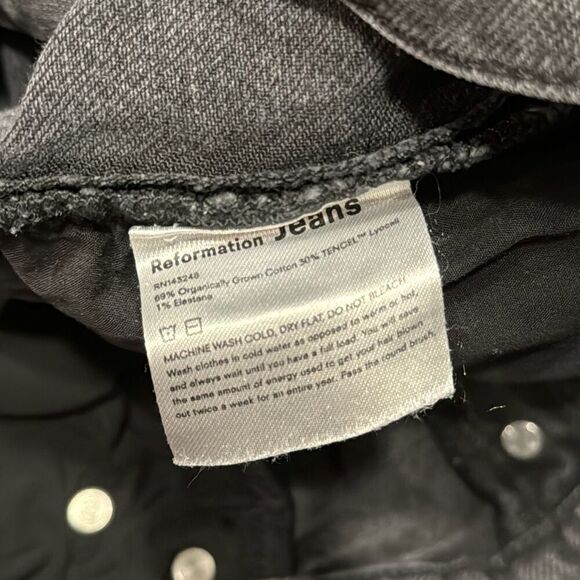 Reformation Jeans
RN143248
69% Organically Grown Cotton 30% TENCEL™ Lyocell
1% Elastane
MACHINE WASH COLD, DRY FLAT, DO NOT BLEACH
Wash clothes in cold water as opposed to warm or hot,
and always wait until you have a full load. You will save
the same amount of energy used to get your hair blown
out twice a week for an entire year. Pass the round brush.